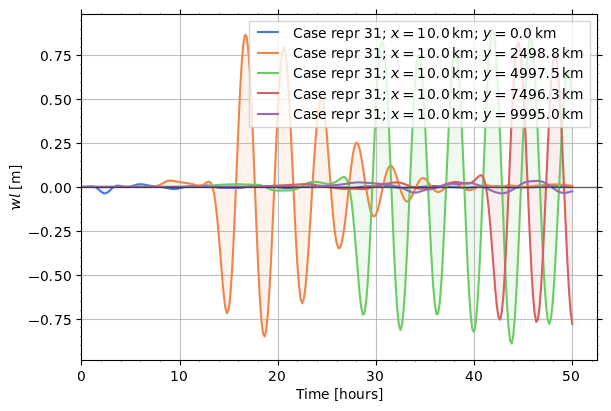 Case repr 31; x = 10.0 km; y = 0.0 km
Case repr 31; x = 10.0 km; y = 2498.8 km
Case repr 31; x = 10.0 km; y = 4997.5 km
Case repr 31; x = 10.0 km; y = 7496.3 km
Case repr 31; x = 10.0 km; y = 9995.0 km
0.75
0.50
0.25
0.00
−0.25
−0.50
−0.75
wl [m]
0 10 20 30 40 50
Time [hours]